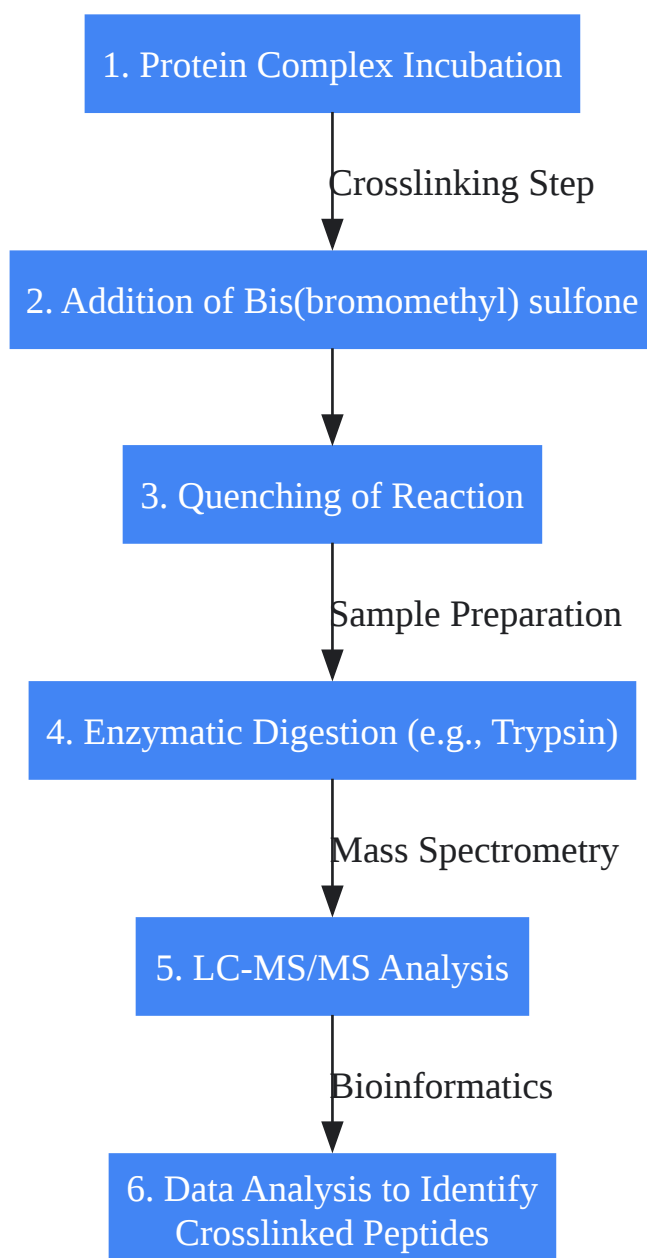 1. Protein Complex Incubation
Crosslinking Step
2. Addition of Bis(bromomethyl) sulfone
3. Quenching of Reaction
Sample Preparation
4. Enzymatic Digestion (e.g., Trypsin)
Mass Spectrometry
5. LC-MS/MS Analysis
Bioinformatics
6. Data Analysis to Identify
Crosslinked Peptides